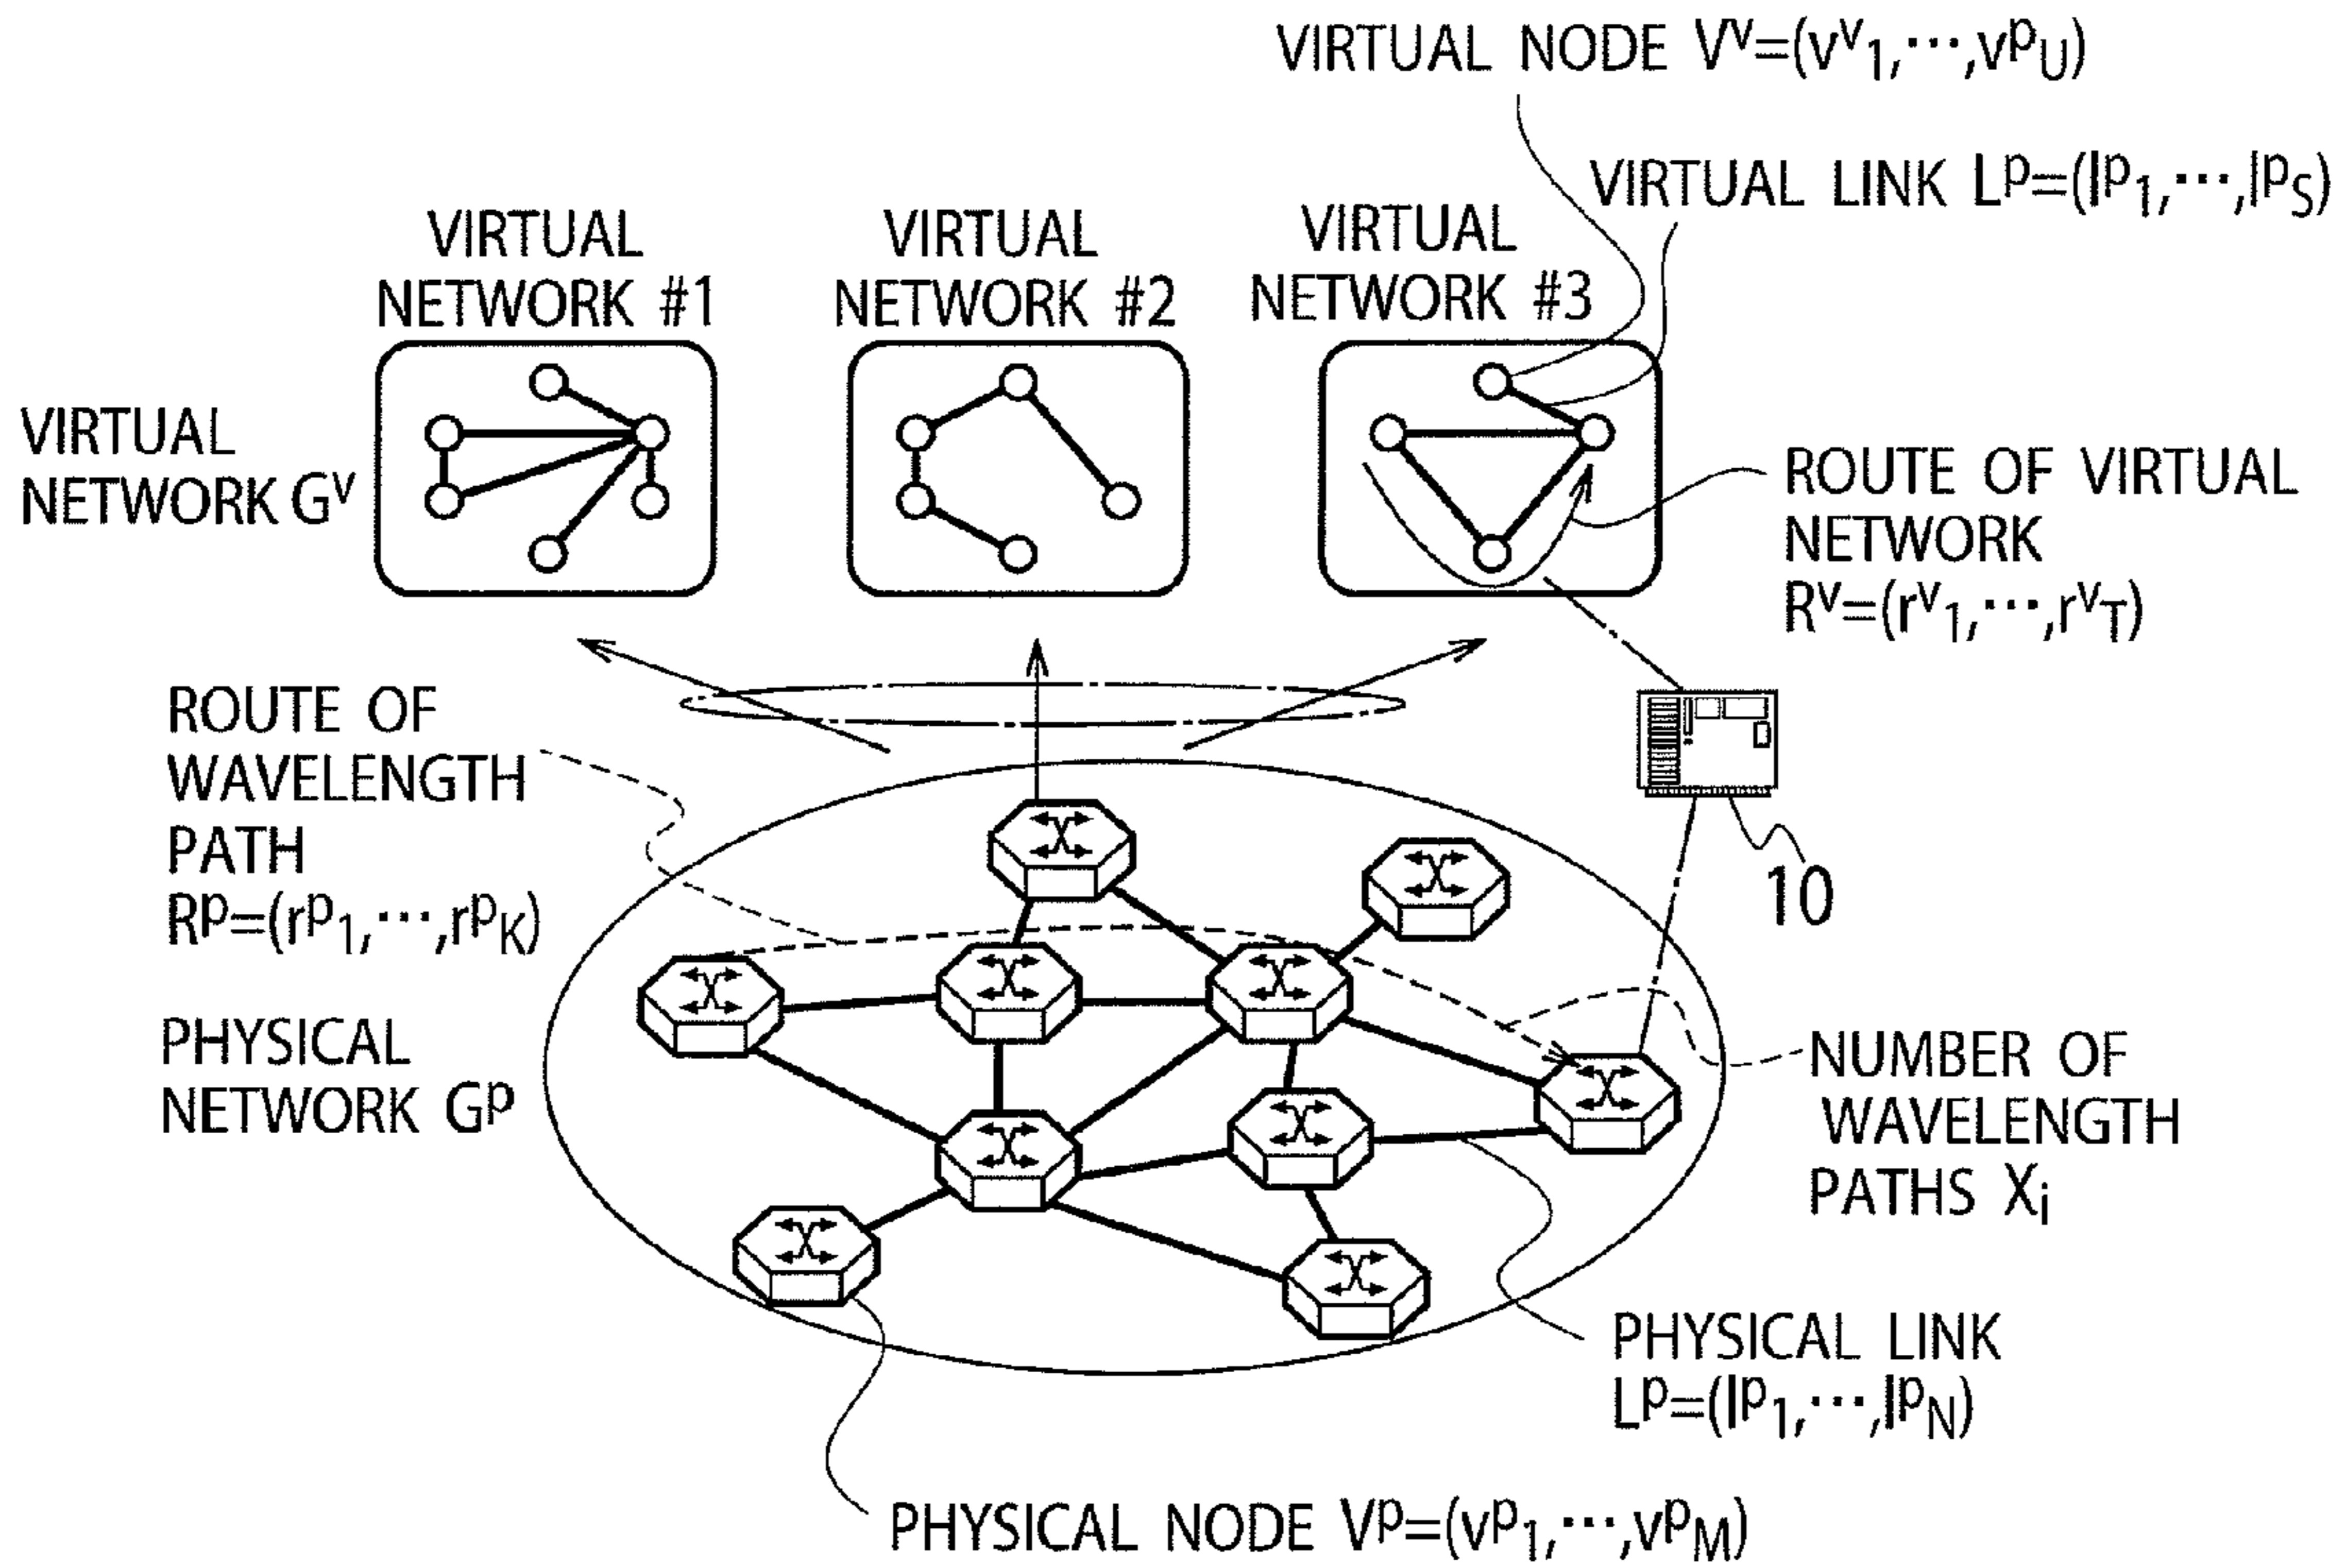 VIRTUAL NODE Vᵛ=(vᵛ₁,⋯,vᵖU)
VIRTUAL LINK Lᵖ=(lᵖ₁,⋯,lᵖS)
VIRTUAL
NETWORK #1
VIRTUAL
NETWORK #2
VIRTUAL
NETWORK #3
VIRTUAL
NETWORK Gᵛ
ROUTE OF VIRTUAL
NETWORK
Rᵛ=(rᵛ₁,⋯,rᵛT)
ROUTE OF
WAVELENGTH
PATH
Rᵖ=(rᵖ₁,⋯,rᵖK)
10
PHYSICAL
NETWORK Gᵖ
NUMBER OF
WAVELENGTH
PATHS Xᵢ
PHYSICAL LINK
Lᵖ=(lᵖ₁,⋯,lᵖN)
PHYSICAL NODE Vᵖ=(vᵖ₁,⋯,vᵖM)